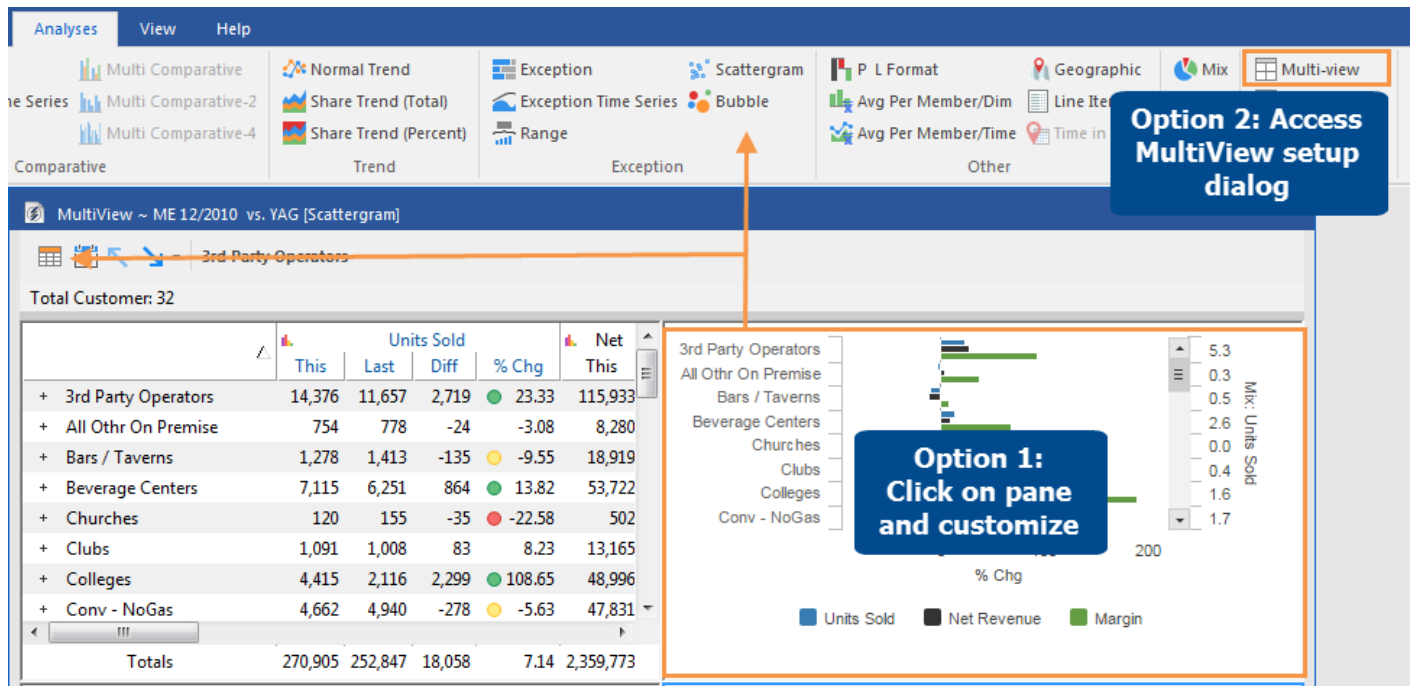 Analyses View Help
Multi Comparative Normal Trend Exception Scattergram P L Format Geographic Mix Multi-view
Series Multi Comparative-2 Share Trend (Total) Exception Time Series Bubble Avg Per Member/Dim Line
Multi Comparative-4 Share Trend (Percent) Range Avg Per Member/Time Time in
Comparative Trend Exception Other
Option 2: Access
MultiView setup
dialog
MultiView ~ ME 12/2010 vs. YAG [Scattergram]
3rd Party Operators
Total Customer: 32
Units Sold Net
This Last Diff % Chg This
+ 3rd Party Operators 14,376 11,657 2,719 23.33 115,933
+ All Othr On Premise 754 778 -24 -3.08 8,280
+ Bars / Taverns 1,278 1,413 -135 -9.55 18,919
+ Beverage Centers 7,115 6,251 864 13.82 53,722
+ Churches 120 155 -35 -22.58 502
+ Clubs 1,091 1,008 83 8.23 13,165
+ Colleges 4,415 2,116 2,299 108.65 48,996
+ Conv - NoGas 4,662 4,940 -278 -5.63 47,831
Totals 270,905 252,847 18,058 7.14 2,359,773
3rd Party Operators 5.3
All Othr On Premise 0.3
Bars / Taverns 0.5
Beverage Centers 2.6
Churches 0.0
Clubs 0.4
Colleges 1.6
Conv - NoGas 1.7
Mix: Units Sold
Option 1:
Click on pane
and customize
200
% Chg
Units Sold Net Revenue Margin